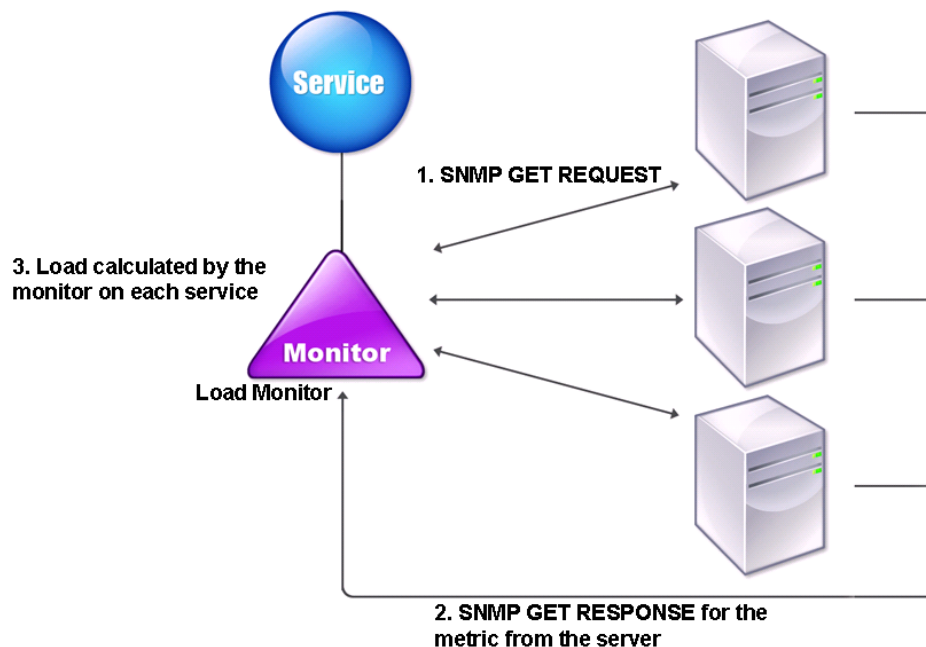 Service
1. SNMP GET REQUEST
3. Load calculated by the
monitor on each service
Monitor
Load Monitor
2. SNMP GET RESPONSE for the
metric from the server